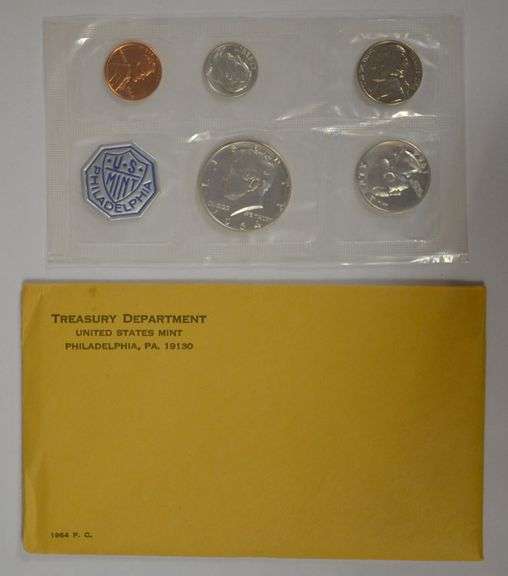 U·S
MINT
PHILADELPHIA
TREASURY DEPARTMENT
UNITED STATES MINT
PHILADELPHIA, PA. 19130
1964 P. C.